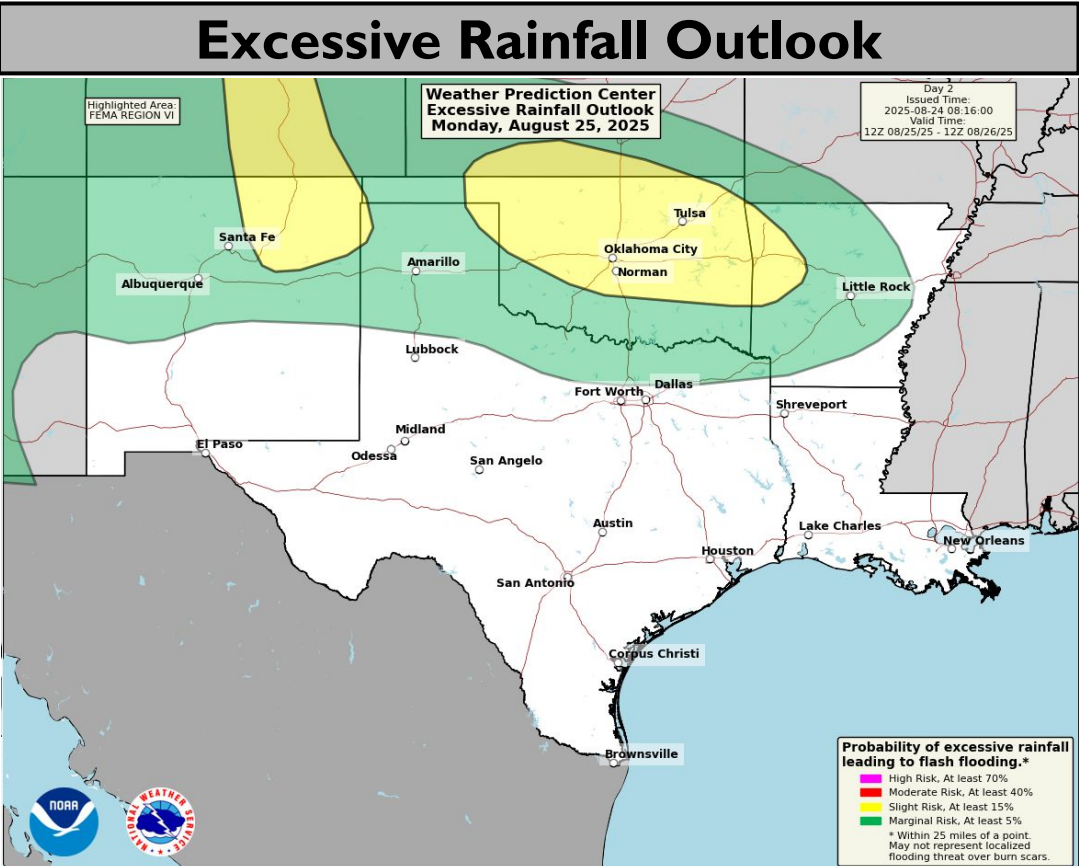 Excessive Rainfall Outlook
Highlighted Area:
FEMA REGION VI
Weather Prediction Center
Excessive Rainfall Outlook
Monday, August 25, 2025
Day 2
Issued Time:
2025-08-24 08:16:00
Valid Time:
12Z 08/25/25 - 12Z 08/26/25
Tulsa
Santa Fe
Oklahoma City
Amarillo
Norman
Albuquerque
Little Rock
Lubbock
Dallas
Fort Worth
Shreveport
Midland
El Paso
Odessa
San Angelo
Austin
Lake Charles
New Orleans
Houston
San Antonio
Corpus Christi
Brownsville
Probability of excessive rainfall
leading to flash flooding.*
High Risk, At least 70%
Moderate Risk, At least 40%
Slight Risk, At least 15%
Marginal Risk, At least 5%
* Within 25 miles of a point.
May not represent localized
flooding threat over burn scars.
NOAA
NATIONAL WEATHER SERVICE